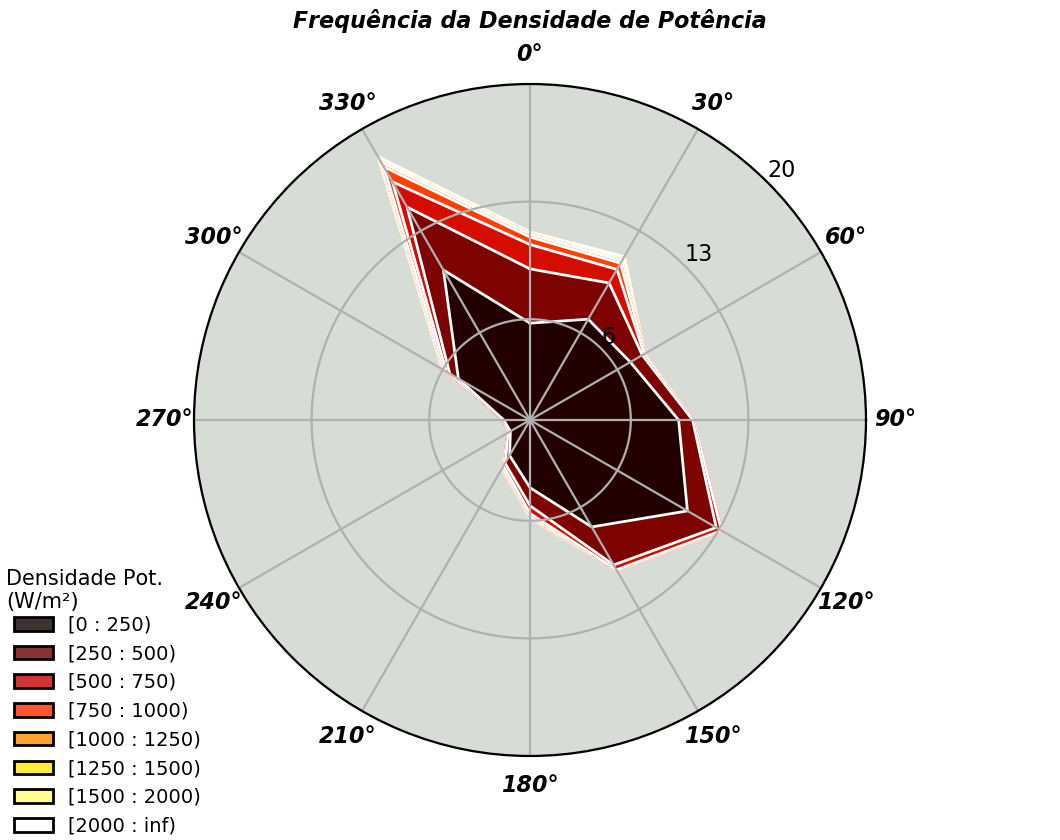 Frequência da Densidade de Potência
0°
330°
30°
20
300°
60°
13
6
270°
90°
240°
120°
210°
150°
180°
Densidade Pot.
(W/m²)
[0 : 250)
[250 : 500)
[500 : 750)
[750 : 1000)
[1000 : 1250)
[1250 : 1500)
[1500 : 2000)
[2000 : inf)